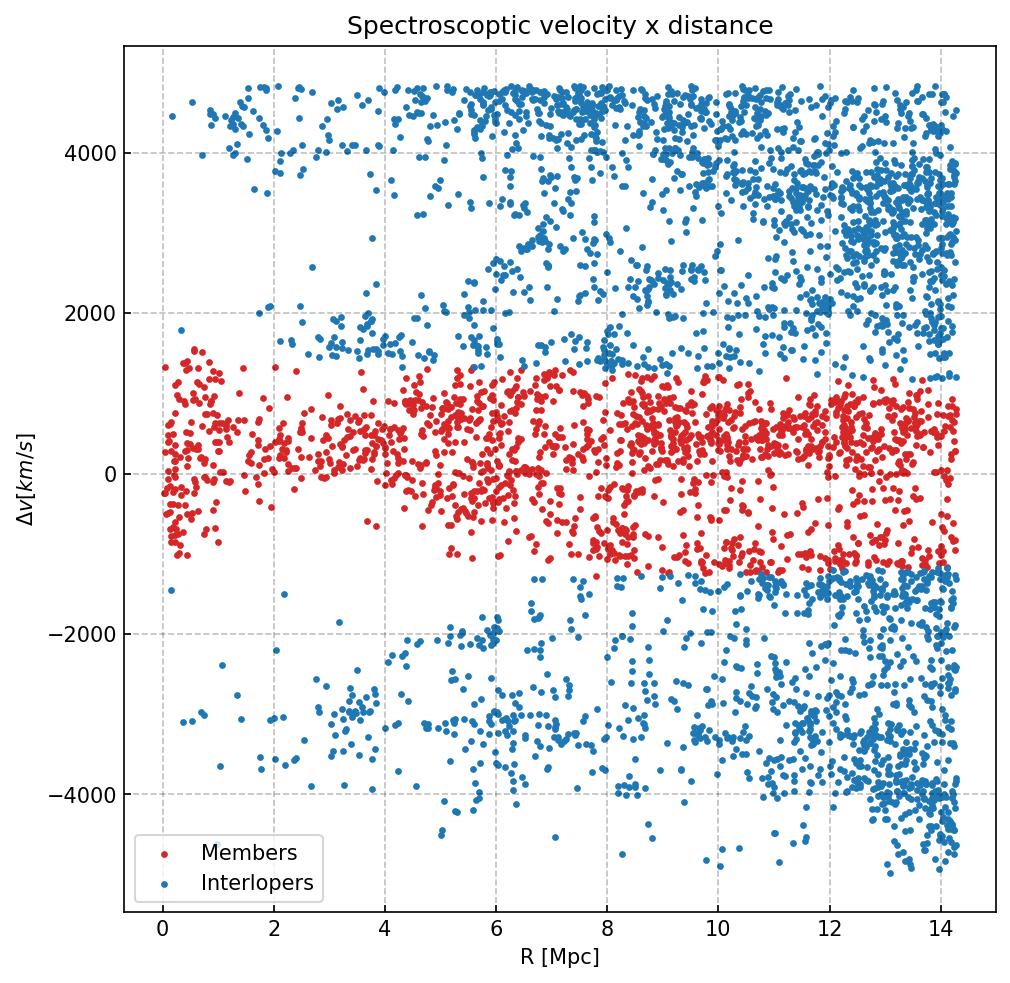 Spectroscoptic velocity x distance
4000
2000
0
−2000
−4000
Δv[km/s]
Members
Interlopers
0 2 4 6 8 10 12 14
R [Mpc]